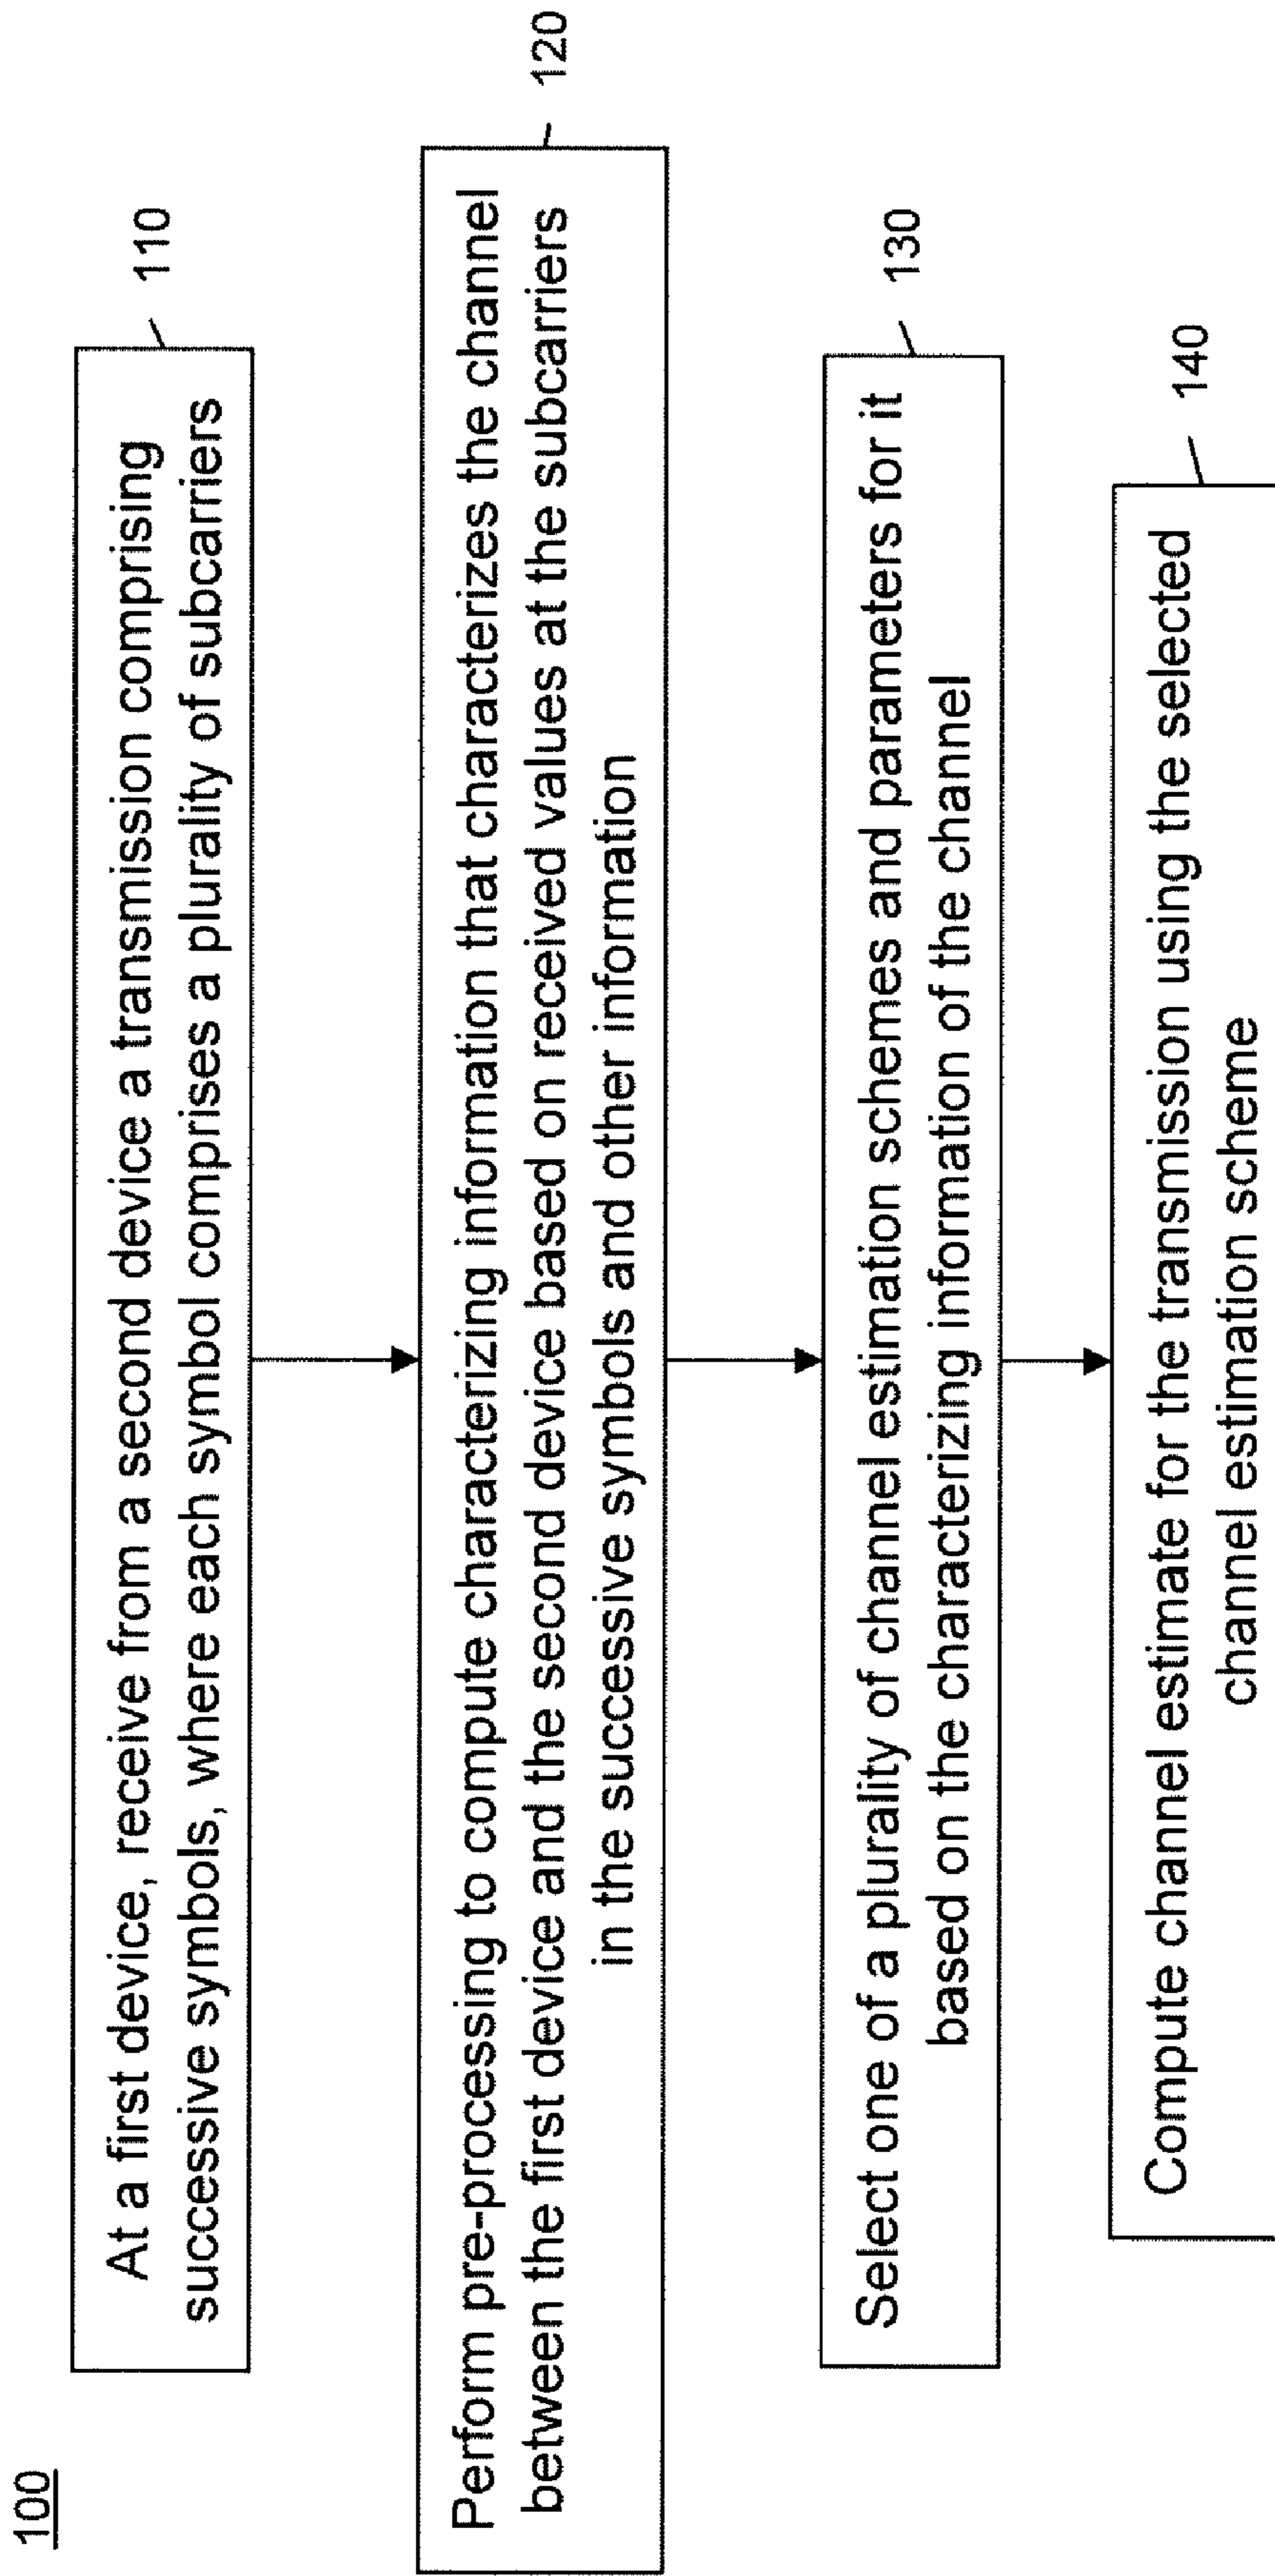 100
110
At a first device, receive from a second device a transmission comprising
successive symbols, where each symbol comprises a plurality of subcarriers
120
Perform pre-processing to compute characterizing information that characterizes the channel
between the first device and the second device based on received values at the subcarriers
in the successive symbols and other information
130
Select one of a plurality of channel estimation schemes and parameters for it
based on the characterizing information of the channel
140
Compute channel estimate for the transmission using the selected
channel estimation scheme